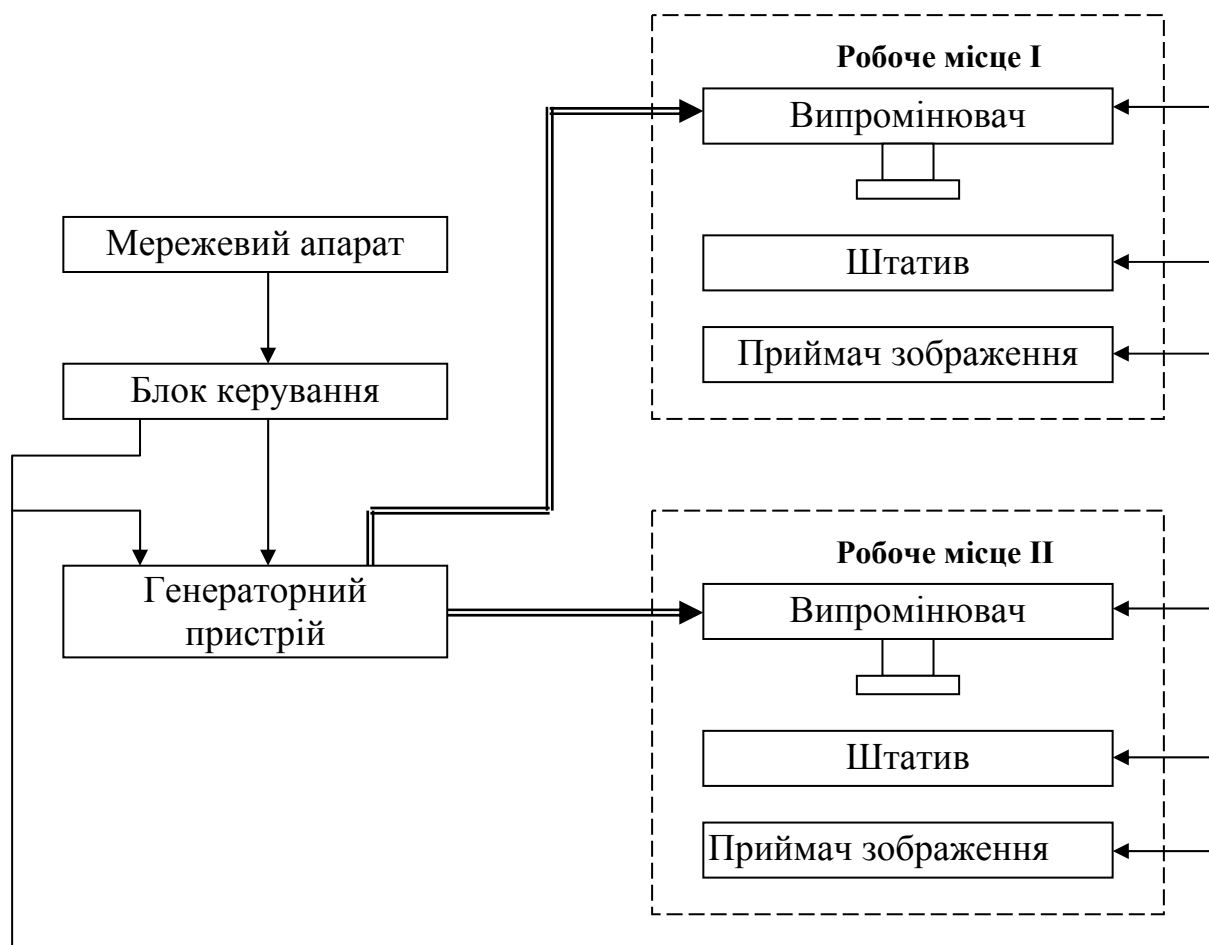 Робоче місце I
Випромінювач
Штатив
Приймач зображення
Мережевий апарат
Блок керування
Генераторний
пристрій
Робоче місце II
Випромінювач
Штатив
Приймач зображення